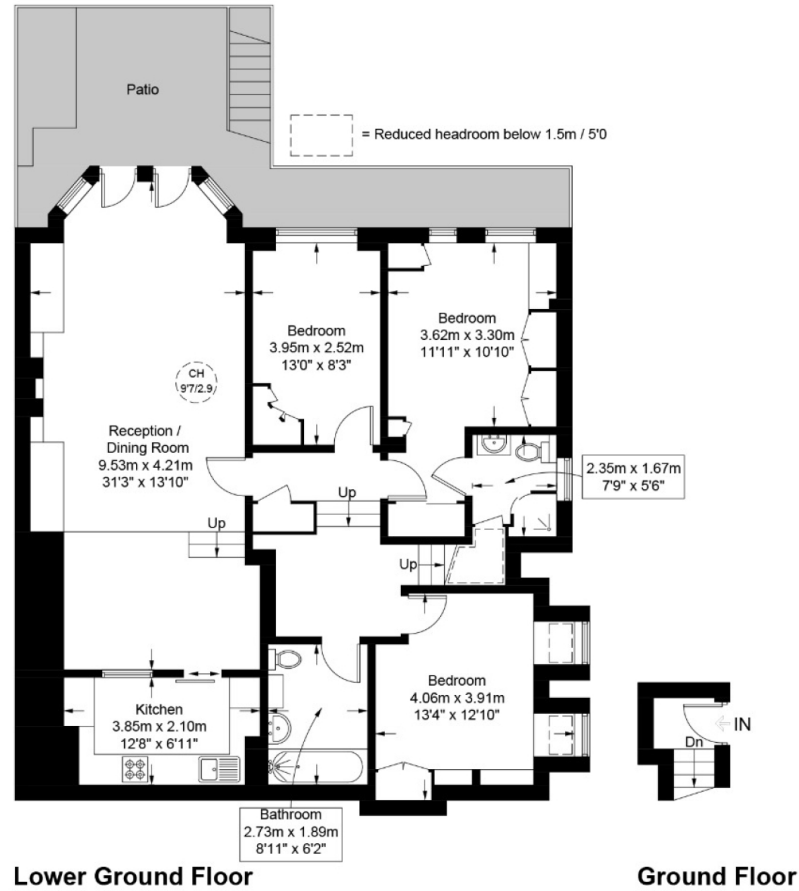 Patio
= Reduced headroom below 1.5m / 5'0
Bedroom
3.95m x 2.52m
13'0" x 8'3"
Bedroom
3.62m x 3.30m
11'11" x 10'10"
CH
9'7/2.9
Reception /
Dining Room
9.53m x 4.21m
31'3" x 13'10"
2.35m x 1.67m
7'9" x 5'6"
Up
Up
Up
Bedroom
4.06m x 3.91m
13'4" x 12'10"
Kitchen
3.85m x 2.10m
12'8" x 6'11"
IN
Dn
Bathroom
2.73m x 1.89m
8'11" x 6'2"
Lower Ground Floor
Ground Floor